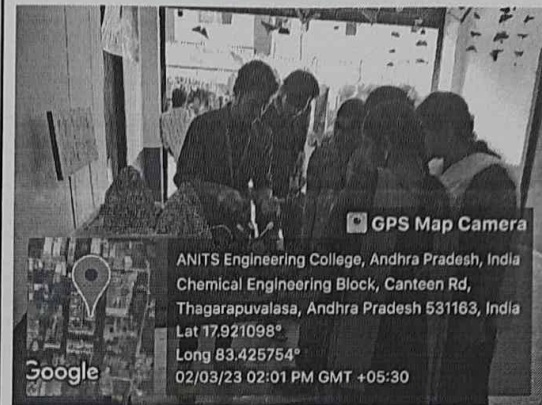 GPS Map Camera
ANITS Engineering College, Andhra Pradesh, India
Chemical Engineering Block, Canteen Rd,
Thagarapuvalasa, Andhra Pradesh 531163, India
Lat 17.921098°
Long 83.425754°
Google
02/03/23 02:01 PM GMT +05:30